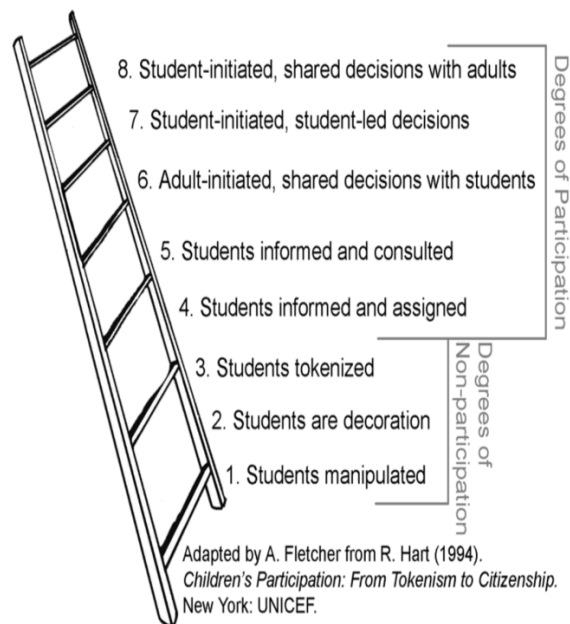 8. Student-initiated, shared decisions with adults
7. Student-initiated, student-led decisions
6. Adult-initiated, shared decisions with students
5. Students informed and consulted
4. Students informed and assigned
Degrees of Participation
3. Students tokenized
2. Students are decoration
1. Students manipulated
Degrees of
Non-participation
Adapted by A. Fletcher from R. Hart (1994).
Children's Participation: From Tokenism to Citizenship.
New York: UNICEF.